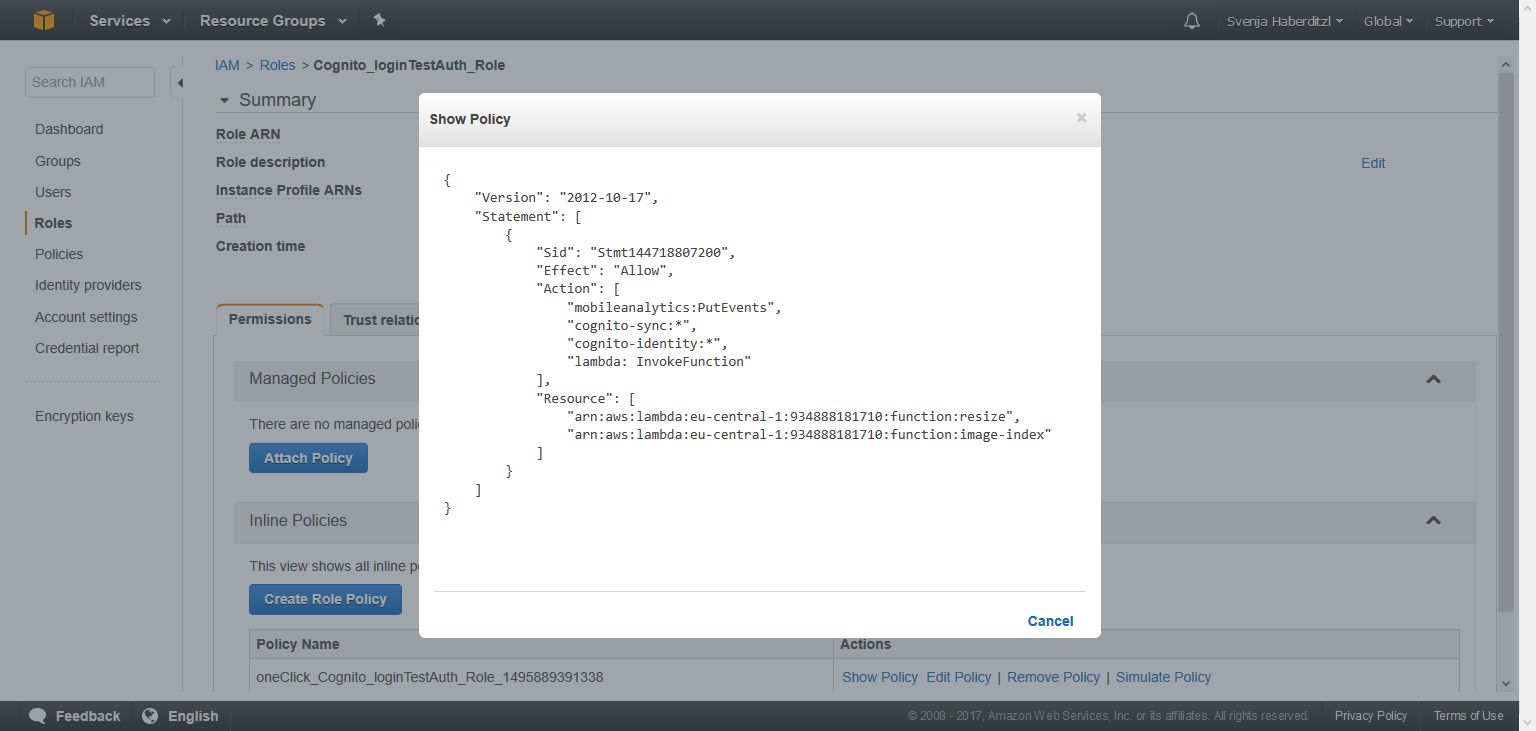 Services Resource Groups Svenja Haberditzl Global Support
Search IAM
Dashboard
Groups
Users
Roles
Policies
Identity providers
Account settings
Credential report
Encryption keys
IAM > Roles > Cognito_loginTestAuth_Role
Summary
Role ARN
Role description
Edit
Instance Profile ARNs
Path
Creation time
Permissions Trust relatio
Managed Policies
There are no managed polic
Attach Policy
Inline Policies
This view shows all inline po
Create Role Policy
Policy Name Actions
oneClick_Cognito_loginTestAuth_Role_1495889391338 Show Policy Edit Policy | Remove Policy | Simulate Policy
Show Policy
{
"Version": "2012-10-17",
"Statement": [
{
"Sid": "Stmt144718807200",
"Effect": "Allow",
"Action": [
"mobileanalytics:PutEvents",
"cognito-sync:*",
"cognito-identity:*",
"lambda: InvokeFunction"
],
"Resource": [
"arn:aws:lambda:eu-central-1:934888181710:function:resize",
"arn:aws:lambda:eu-central-1:934888181710:function:image-index"
]
}
]
}
Cancel
Feedback English © 2008 - 2017, Amazon Web Services, Inc. or its affiliates. All rights reserved. Privacy Policy Terms of Use